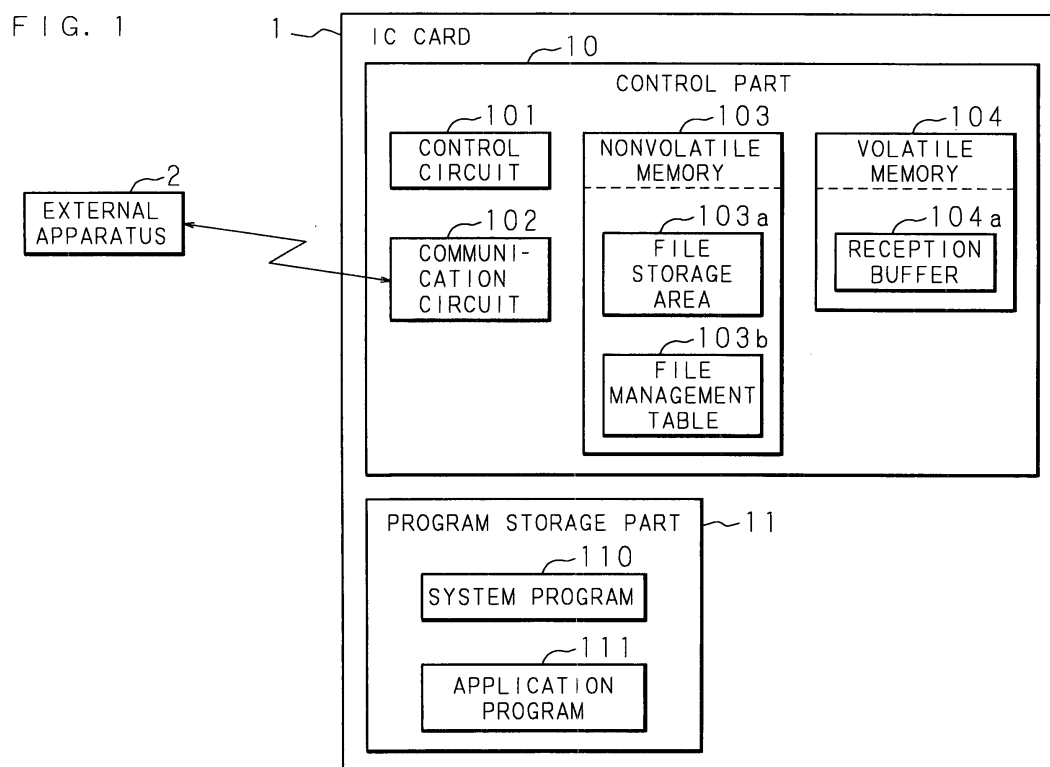 FIG. 1
1
IC CARD
10
CONTROL PART
101
CONTROL
CIRCUIT
102
COMMUNI-
CATION
CIRCUIT
103
NONVOLATILE
MEMORY
103a
FILE
STORAGE
AREA
103b
FILE
MANAGEMENT
TABLE
104
VOLATILE
MEMORY
104a
RECEPTION
BUFFER
2
EXTERNAL
APPARATUS
PROGRAM STORAGE PART
11
110
SYSTEM PROGRAM
111
APPLICATION
PROGRAM